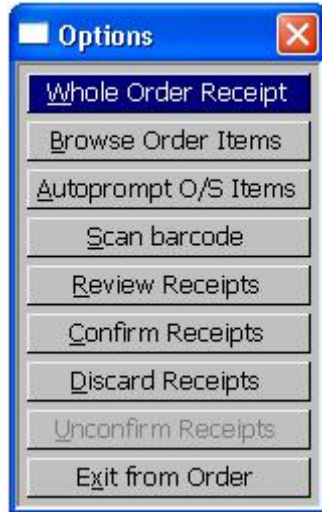 Options
Whole Order Receipt
Browse Order Items
Autoprompt O/S Items
Scan barcode
Review Receipts
Confirm Receipts
Discard Receipts
Unconfirm Receipts
Exit from Order